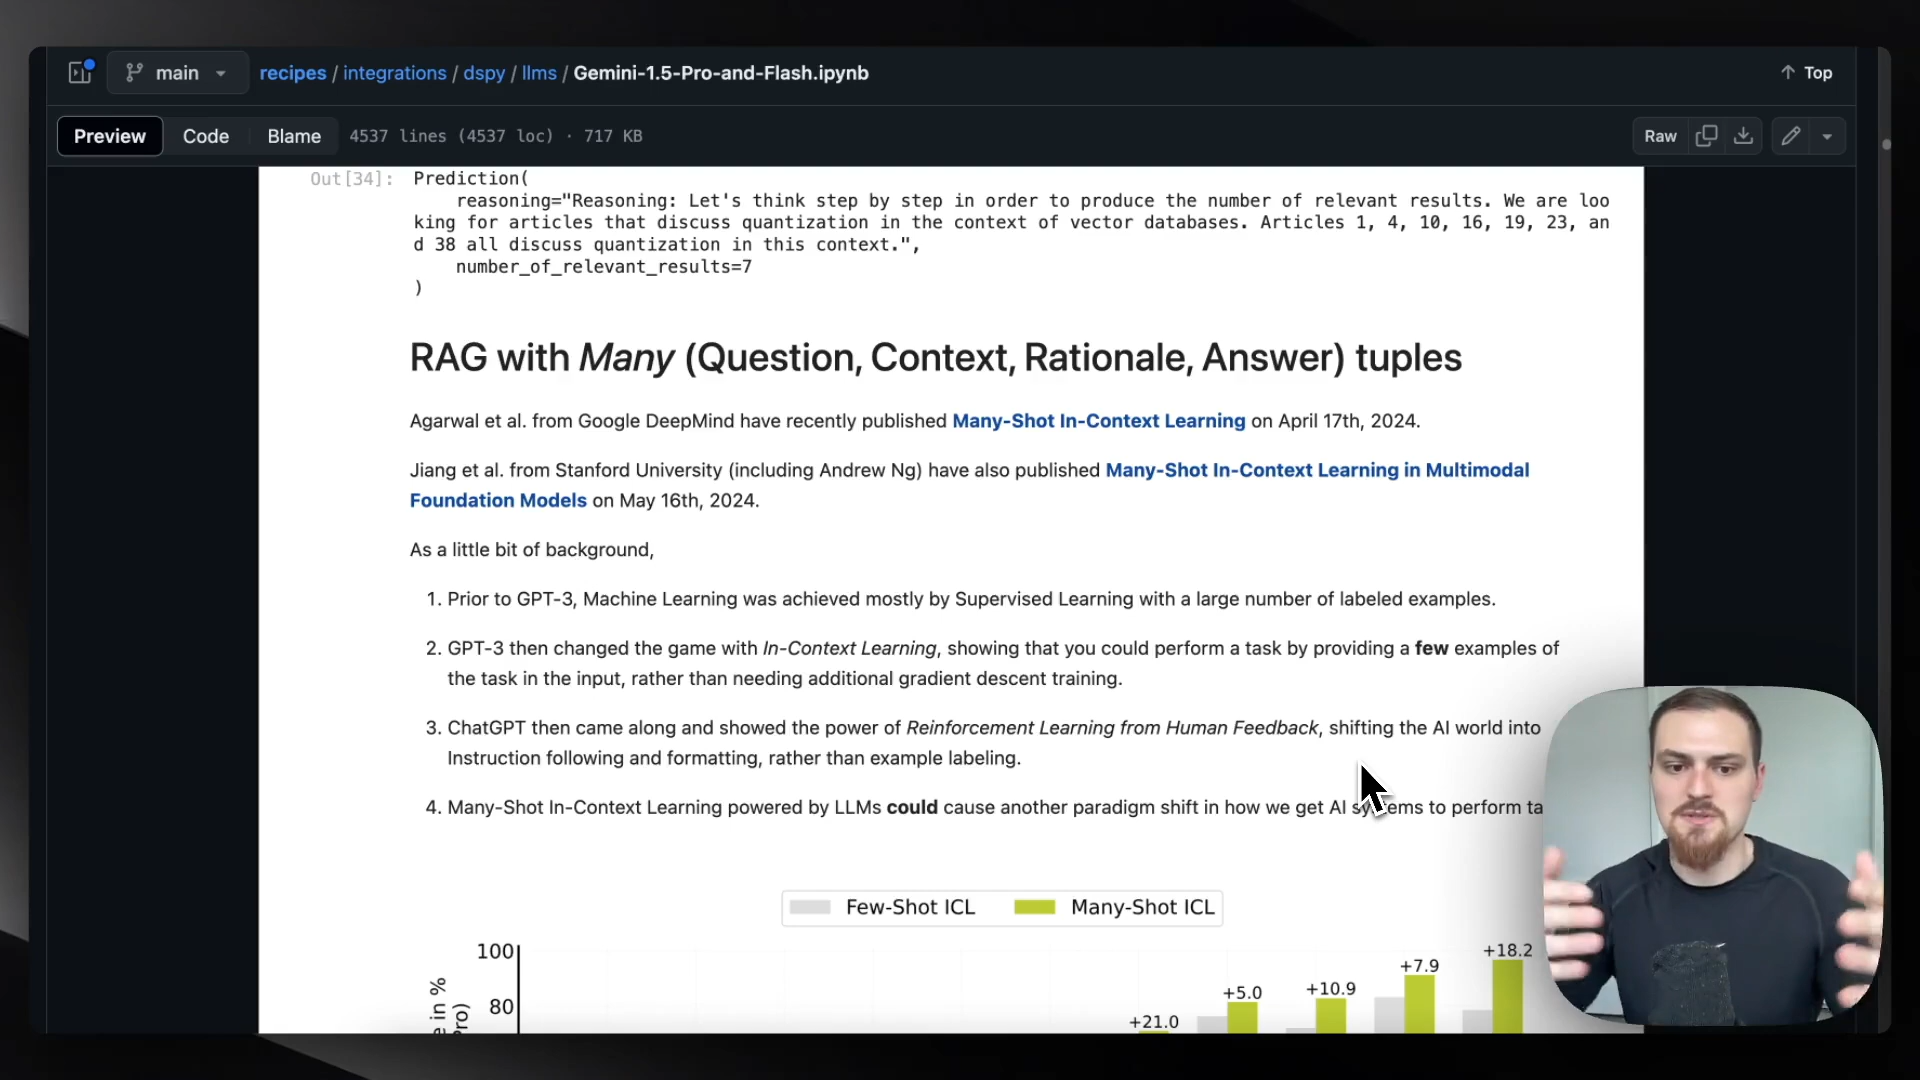 main
recipes / integrations / dspy / llms / Gemini-1.5-Pro-and-Flash.ipynb
Top
Preview
Code
Blame
4537 lines (4537 loc) · 717 KB
Raw
Out[34]:
Prediction(
reasoning="Reasoning: Let's think step by step in order to produce the number of relevant results. We are loo
king for articles that discuss quantization in the context of vector databases. Articles 1, 4, 10, 16, 19, 23, an
d 38 all discuss quantization in this context.",
number_of_relevant_results=7
)
RAG with Many (Question, Context, Rationale, Answer) tuples
Agarwal et al. from Google DeepMind have recently published Many-Shot In-Context Learning on April 17th, 2024.
Jiang et al. from Stanford University (including Andrew Ng) have also published Many-Shot In-Context Learning in Multimodal
Foundation Models on May 16th, 2024.
As a little bit of background,
1. Prior to GPT-3, Machine Learning was achieved mostly by Supervised Learning with a large number of labeled examples.
2. GPT-3 then changed the game with In-Context Learning, showing that you could perform a task by providing a few examples of
the task in the input, rather than needing additional gradient descent training.
3. ChatGPT then came along and showed the power of Reinforcement Learning from Human Feedback, shifting the AI world into
Instruction following and formatting, rather than example labeling.
4. Many-Shot In-Context Learning powered by LLMs could cause another paradigm shift in how we get AI systems to perform ta
Few-Shot ICL
Many-Shot ICL
100
80
+21.0
+5.0
+10.9
+7.9
+18.2
e in %
Pro)